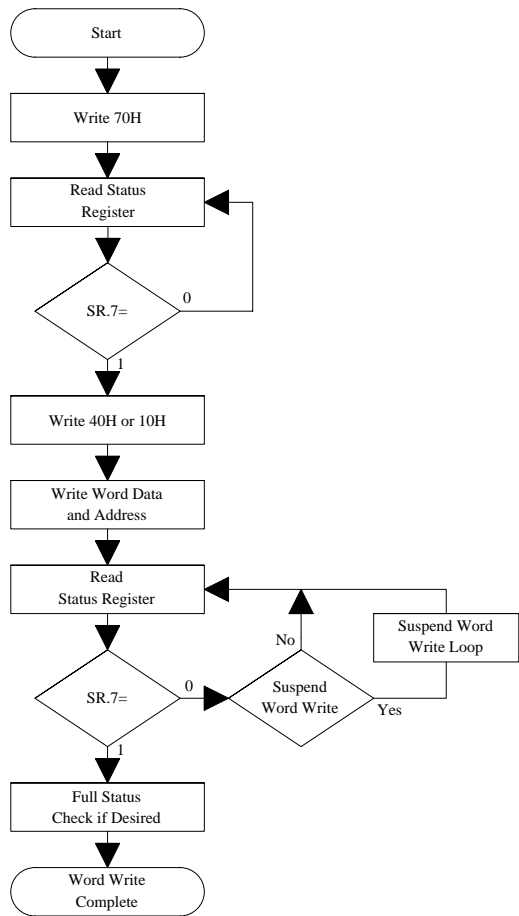 Start
Write 70H
Read Status
Register
SR.7=
0
1
Write 40H or 10H
Write Word Data
and Address
Read
Status Register
SR.7=
0
1
Suspend
Word Write
No
Yes
Suspend Word
Write Loop
Full Status
Check if Desired
Word Write
Complete